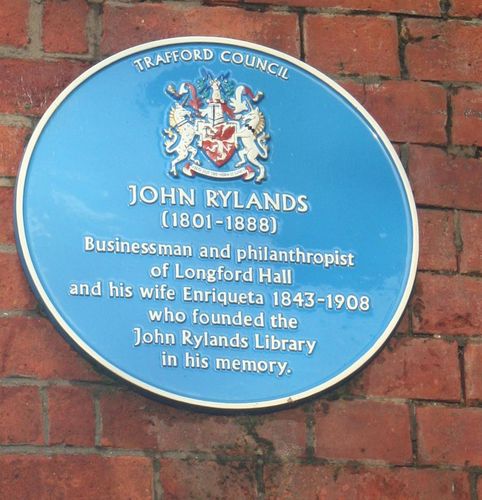 TRAFFORD COUNCIL
JOHN RYLANDS
(1801-1888)
Businessman and philanthropist
of Longford Hall
and his wife Enriqueta 1843-1908
who founded the
John Rylands Library
in his memory.